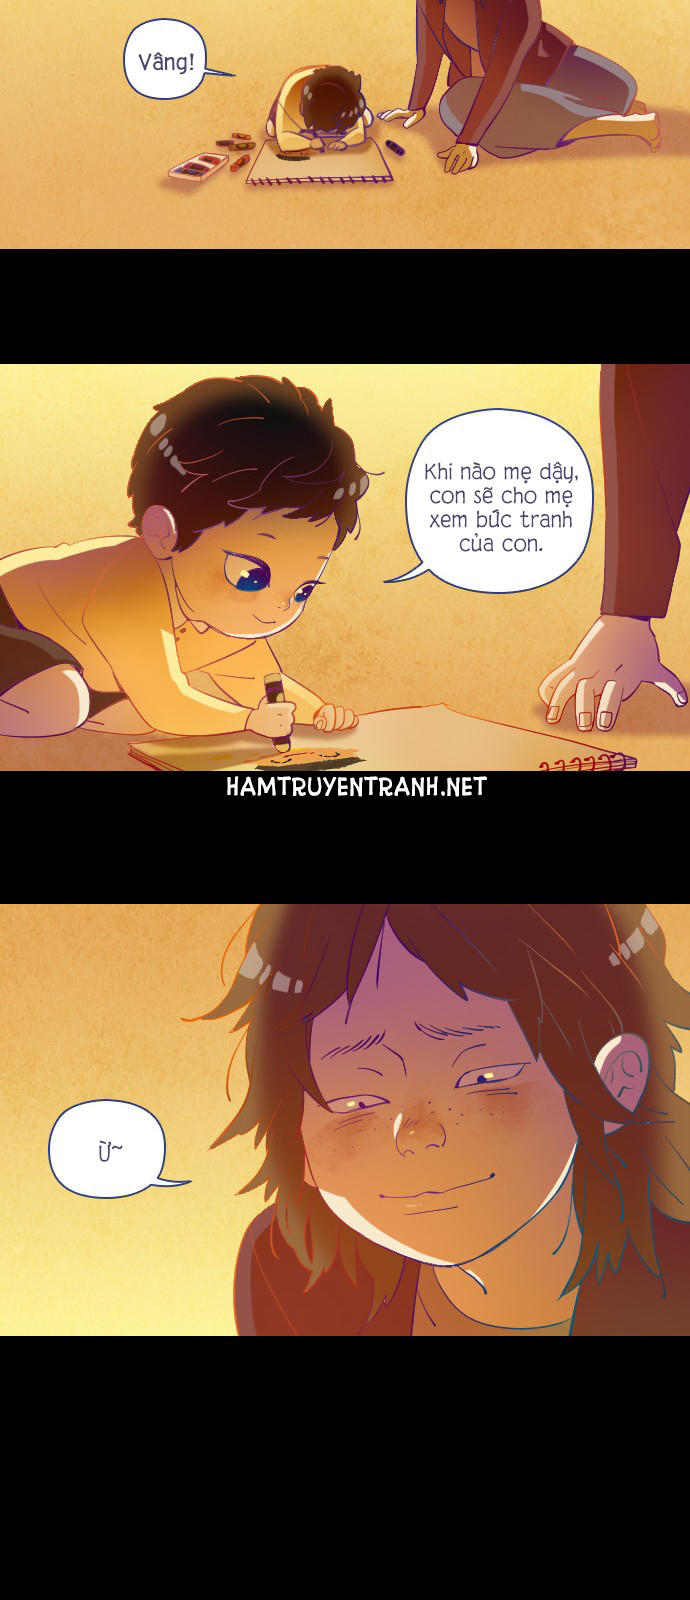 Vâng!
Khi nào mẹ dậy,
con sẽ cho mẹ
xem bức tranh
của con.
HAMTRUYENTRANH.NET
Ừ~